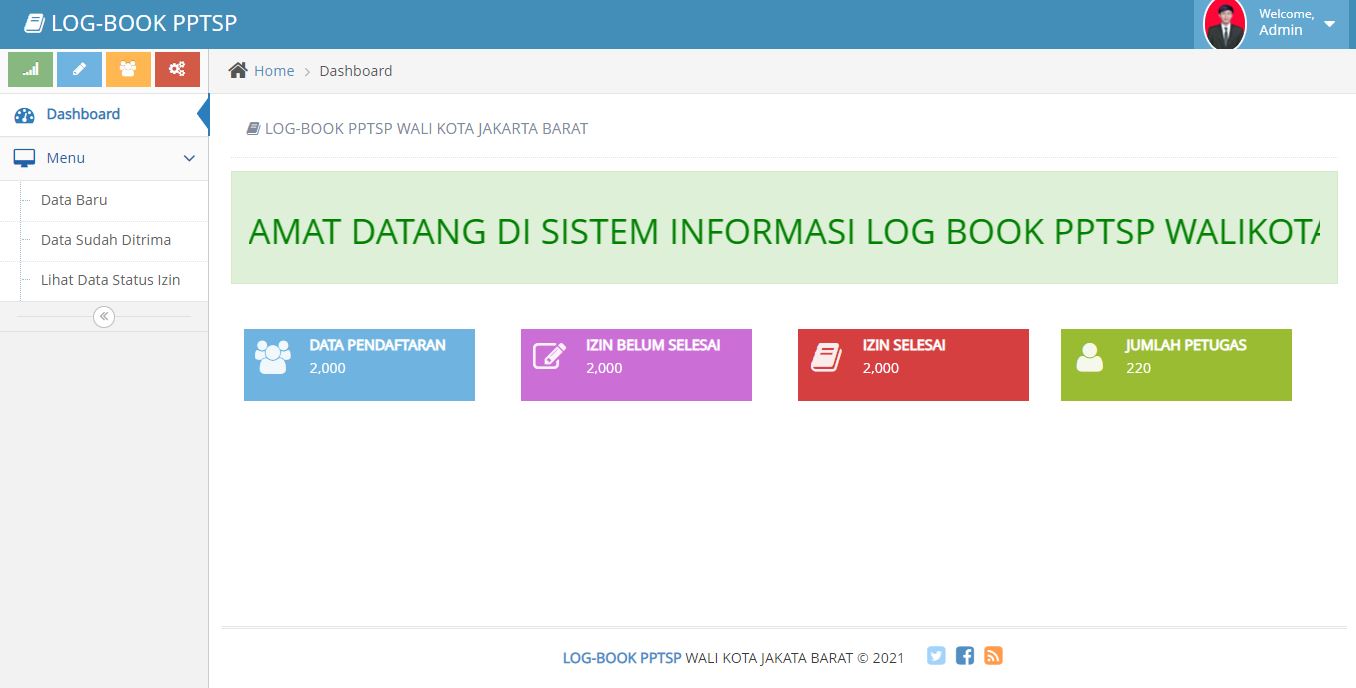 LOG-BOOK PPTSP
Welcome,
Admin
Home > Dashboard
Dashboard
Menu
Data Baru
Data Sudah Ditrima
Lihat Data Status Izin
LOG-BOOK PPTSP WALI KOTA JAKARTA BARAT
AMAT DATANG DI SISTEM INFORMASI LOG BOOK PPTSP WALIKOTA
DATA PENDAFTARAN
2,000
IZIN BELUM SELESAI
2,000
IZIN SELESAI
2,000
JUMLAH PETUGAS
220
LOG-BOOK PPTSP WALI KOTA JAKATA BARAT © 2021